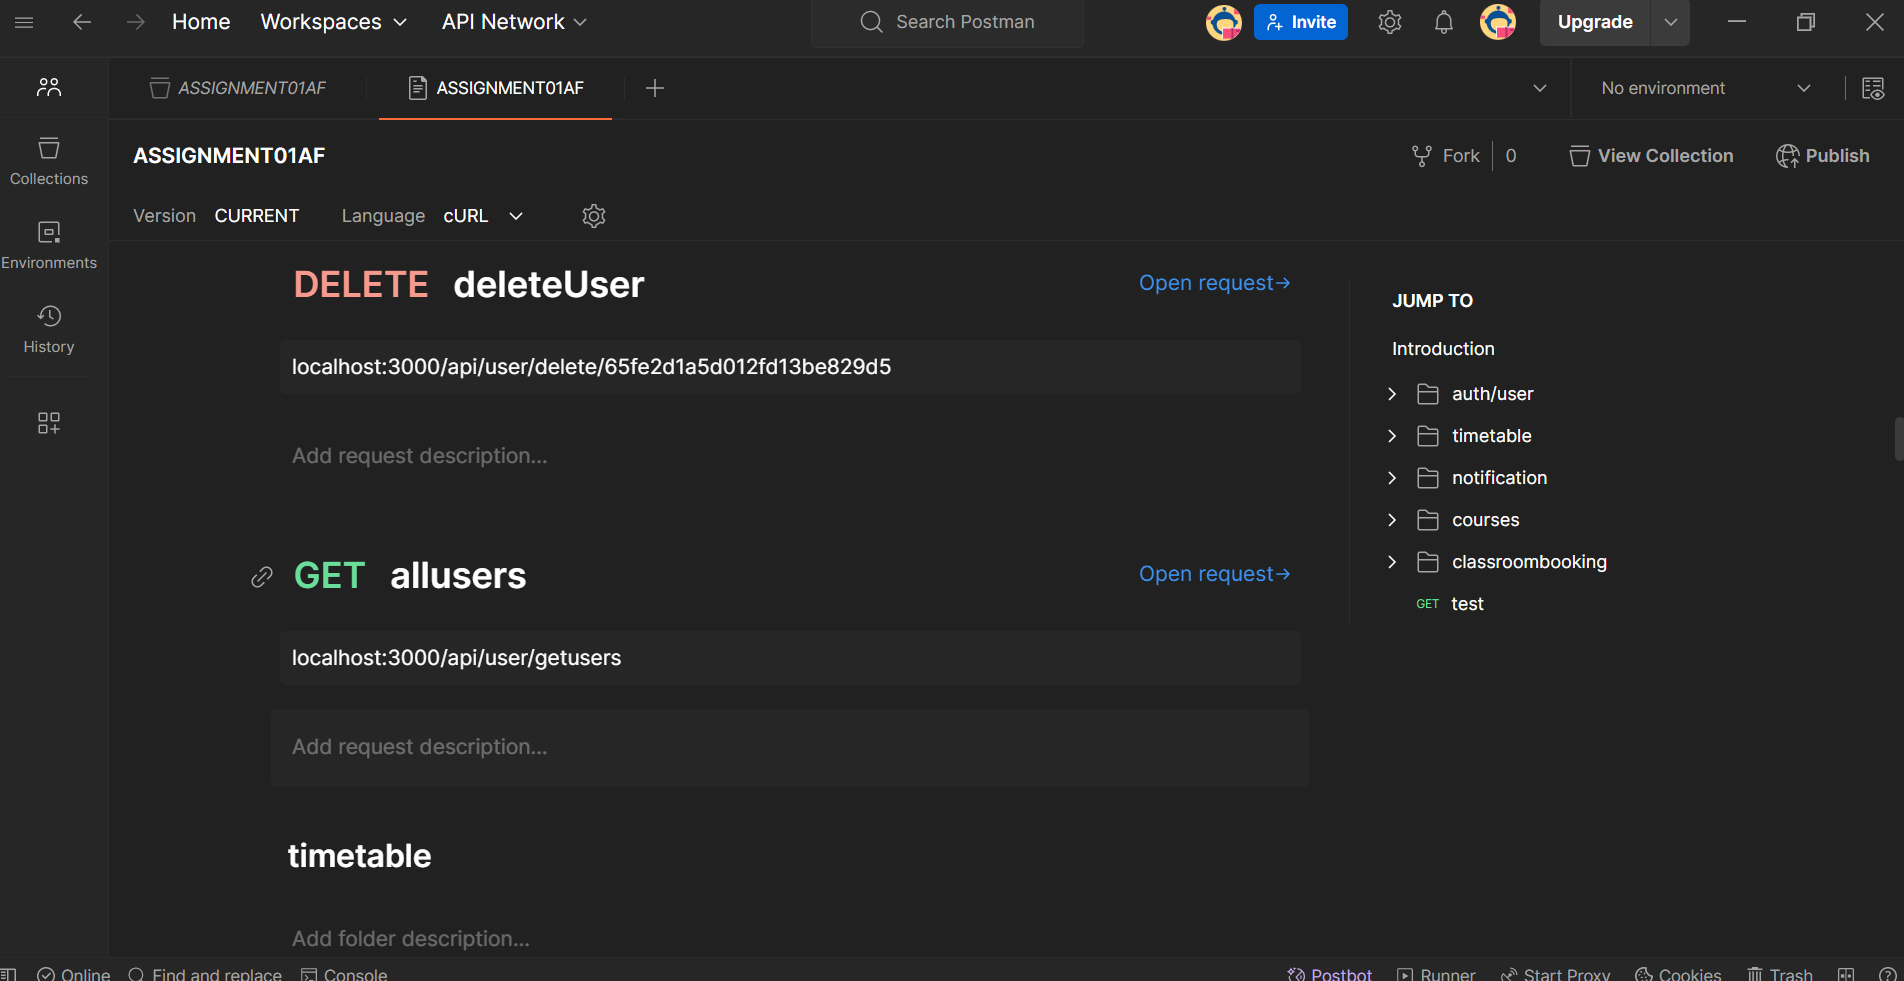 Home Workspaces API Network Search Postman Invite Upgrade
ASSIGNMENT01AF ASSIGNMENT01AF No environment
ASSIGNMENT01AF Fork 0 View Collection Publish
Version CURRENT Language cURL
Collections
Environments
History
DELETE deleteUser Open request→
localhost:3000/api/user/delete/65fe2d1a5d012fd13be829d5
Add request description...
GET allusers Open request→
localhost:3000/api/user/getusers
Add request description...
timetable
Add folder description...
JUMP TO
Introduction
auth/user
timetable
notification
courses
classroombooking
GET test
Online Find and replace Console Postbot Runner Start Proxy Cookies Trash